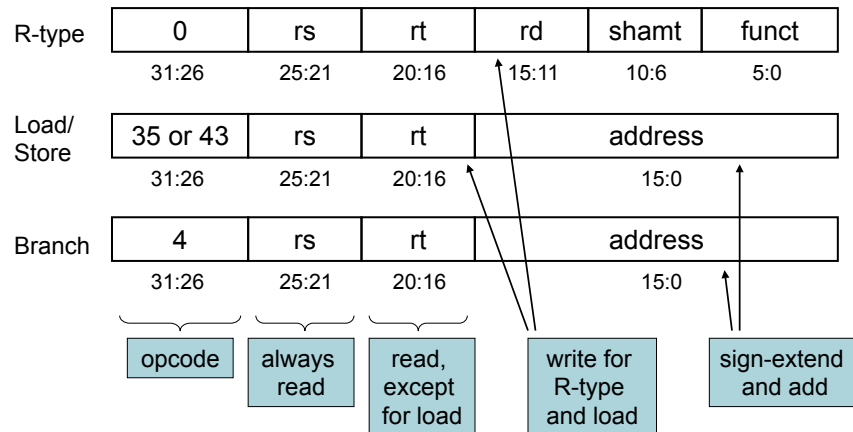 R-type 0 rs rt rd shamt funct
31:26 25:21 20:16 15:11 10:6 5:0
Load/
Store 35 or 43 rs rt address
31:26 25:21 20:16 15:0
Branch 4 rs rt address
31:26 25:21 20:16 15:0
opcode
always
read
read,
except
for load
write for
R-type
and load
sign-extend
and add